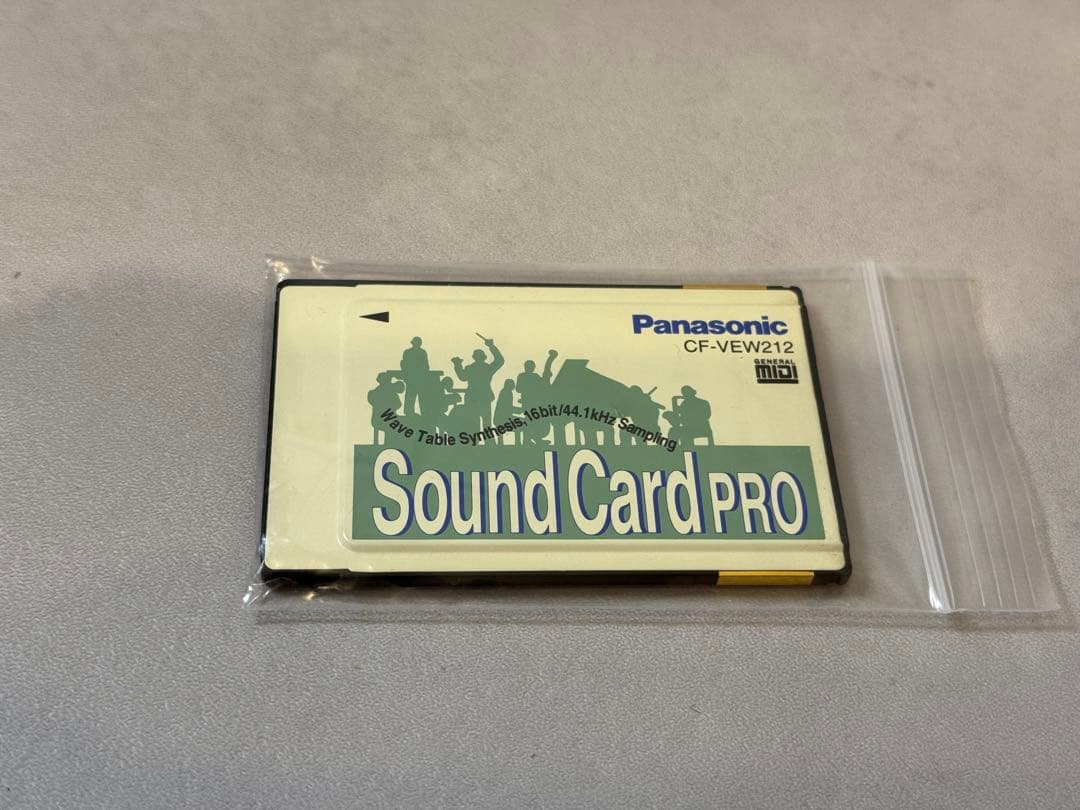 Panasonic
CF-VEW212
GENERAL
MIDI
Wave Table Synthesis, 16bit/44.1kHz Sampling
Sound Card PRO